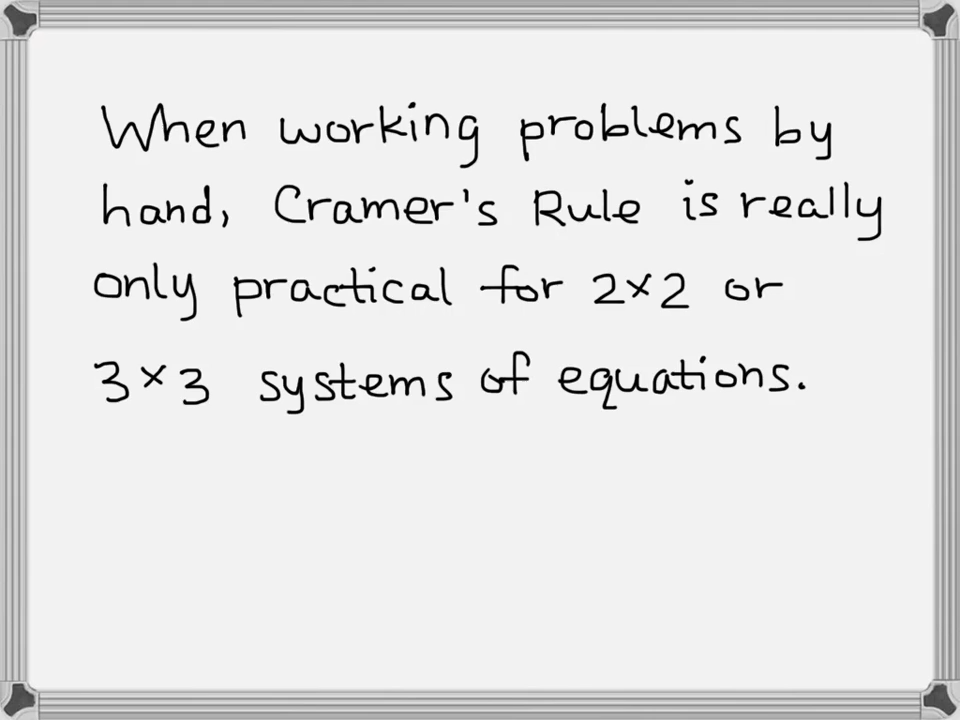 When working problems by
hand, Cramer's Rule is really
only practical for 2×2 or
3×3 systems of equations.